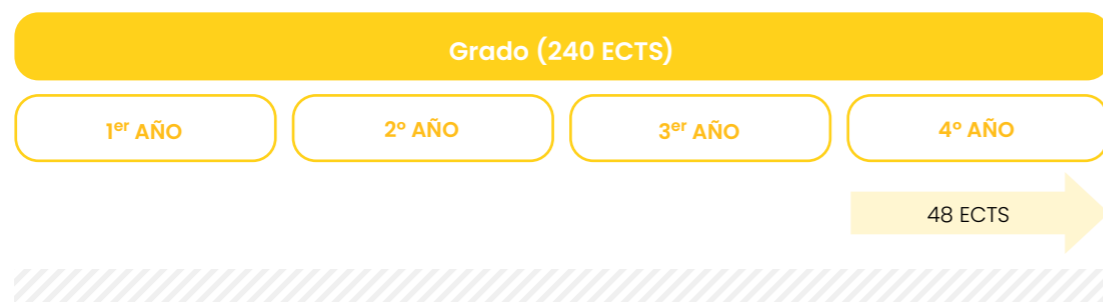 Grado (240 ECTS)
1er AÑO
2º AÑO
3er AÑO
4º AÑO
48 ECTS